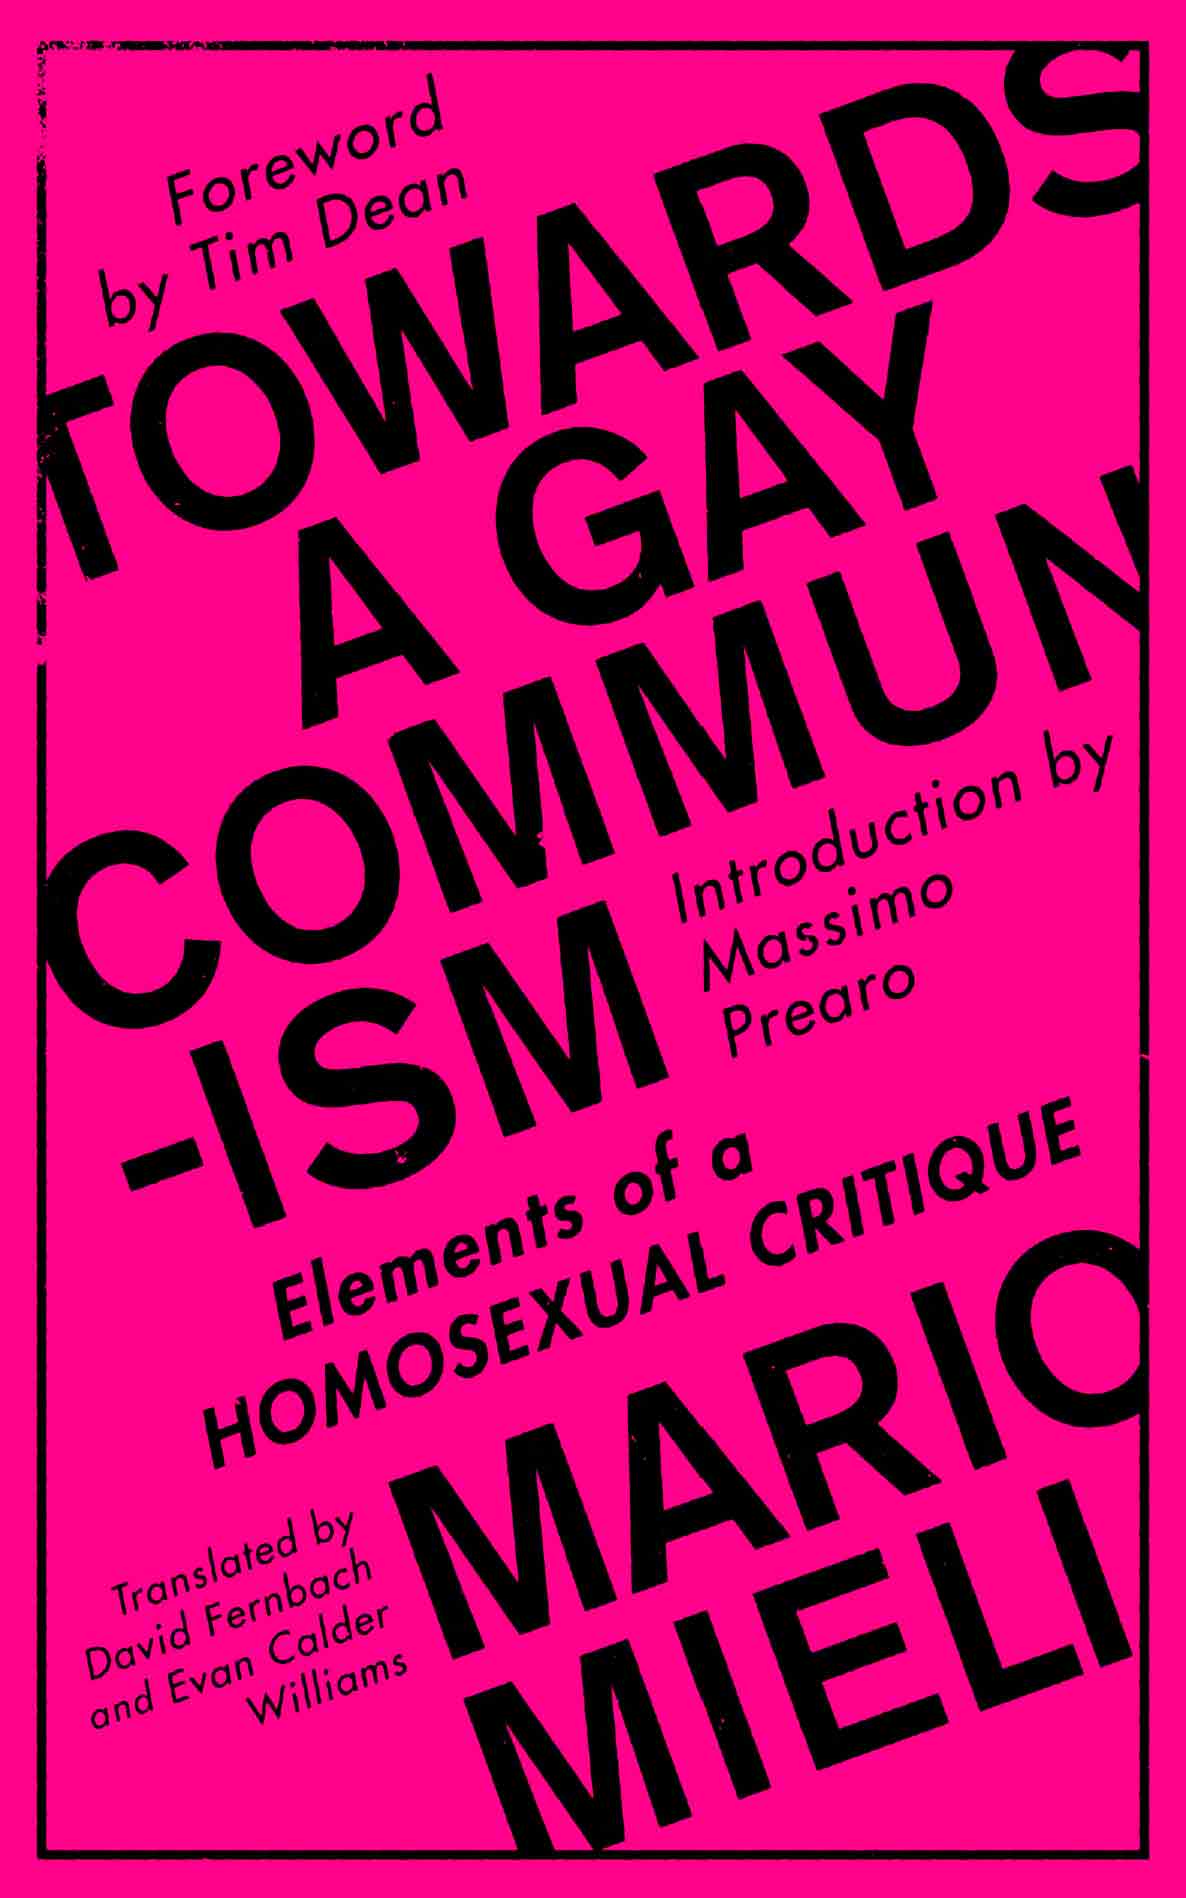 Foreword
by Tim Dean
TOWARDS
A GAY
COMMUN
-ISM
Introduction by
Massimo
Prearo
Elements of a
HOMOSEXUAL CRITIQUE
MARIO
MIELI
Translated by
David Fernbach
and Evan Calder
Williams